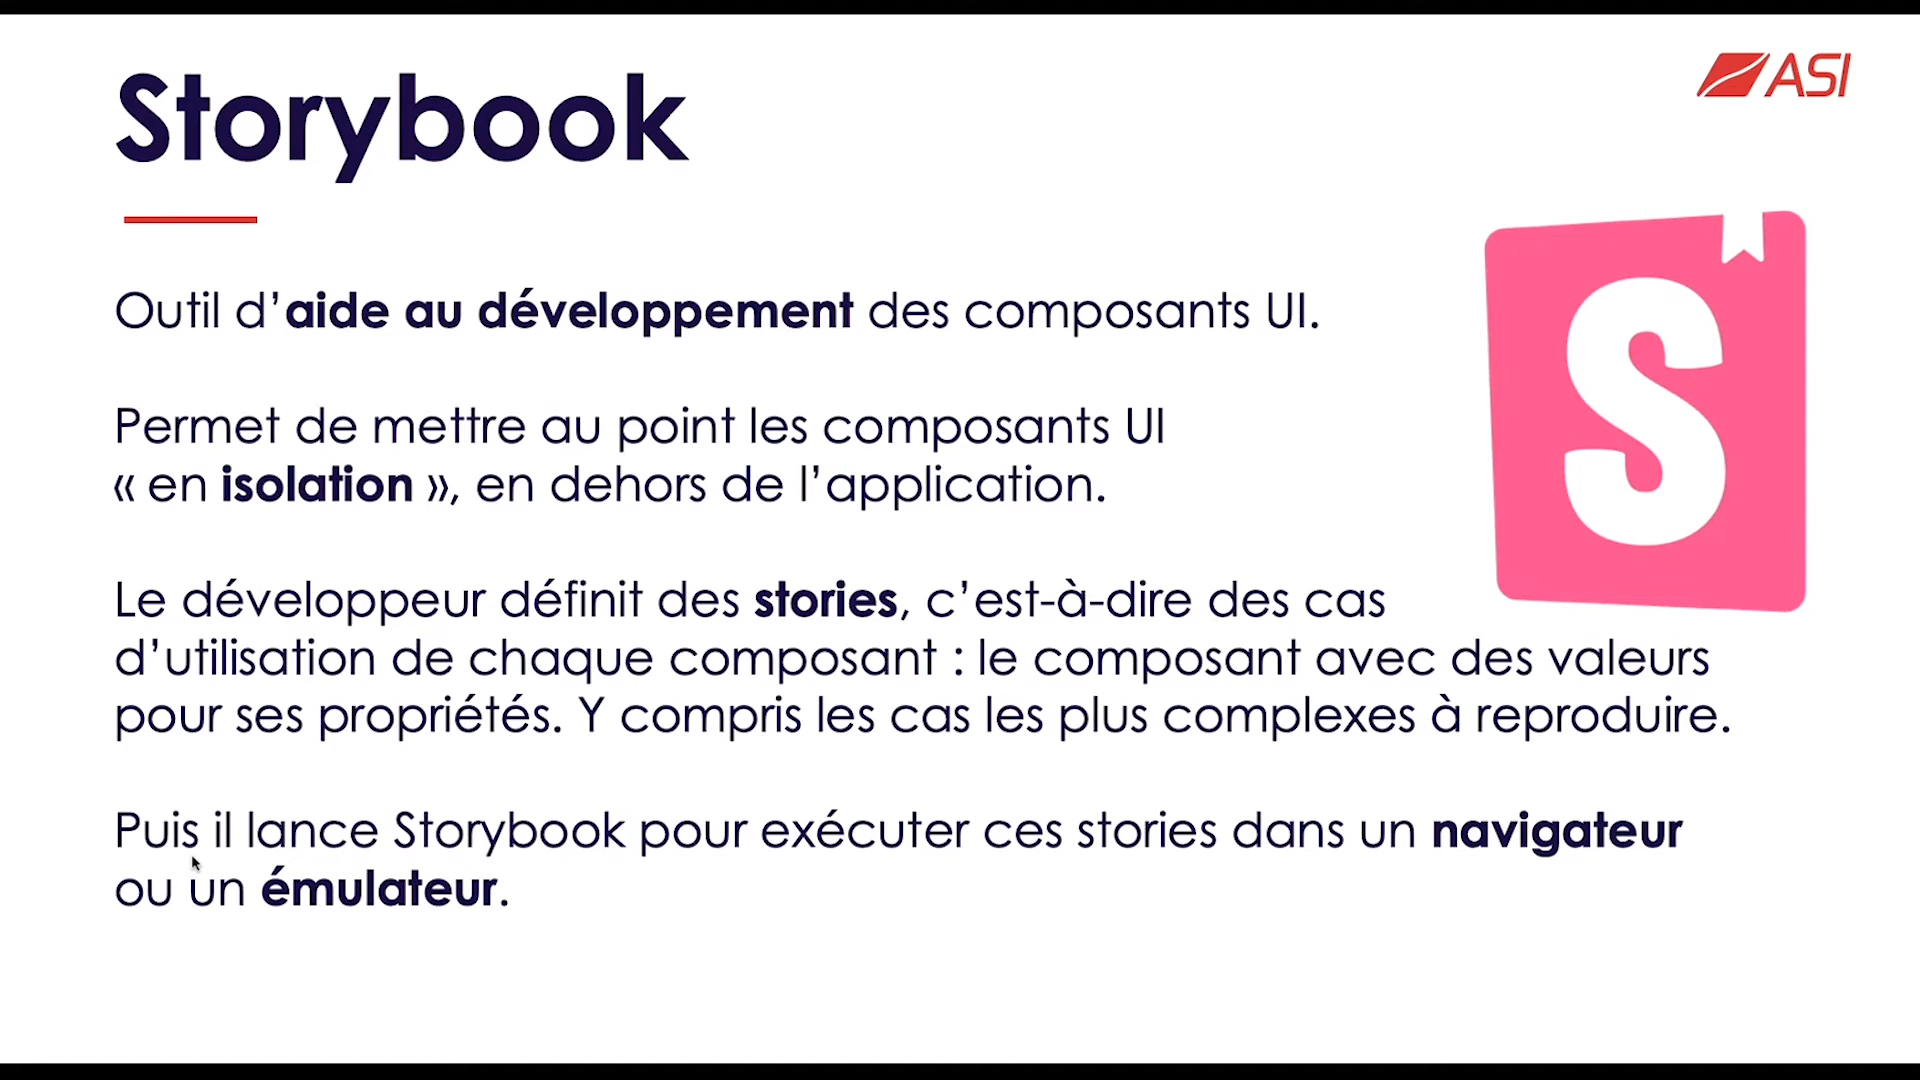 Storybook
ASI
Outil d’aide au développement des composants UI.
Permet de mettre au point les composants UI
« en isolation », en dehors de l’application.
S
Le développeur définit des stories, c’est-à-dire des cas
d’utilisation de chaque composant : le composant avec des valeurs
pour ses propriétés. Y compris les cas les plus complexes à reproduire.
Puis il lance Storybook pour exécuter ces stories dans un navigateur
ou un émulateur.